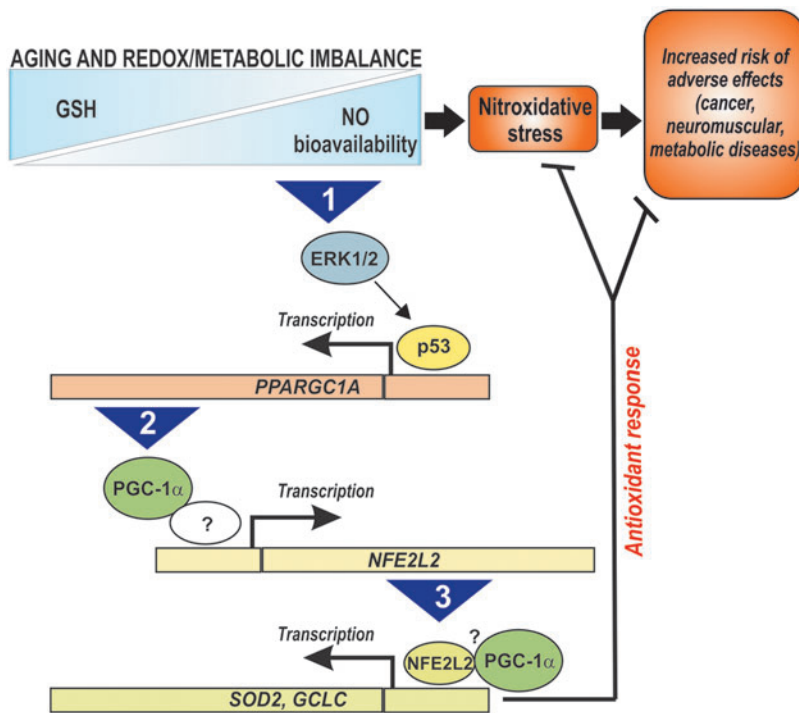 AGING AND REDOX/METABOLIC IMBALANCE
GSH
NO
bioavailability
Nitroxidative
stress
Increased risk of
adverse effects
(cancer,
neuromuscular,
metabolic diseases)
1
ERK1/2
Transcription
p53
PPARGC1A
2
PGC-1α
?
Transcription
NFE2L2
3
Transcription
NFE2L2
?
PGC-1α
SOD2, GCLC
Antioxidant response